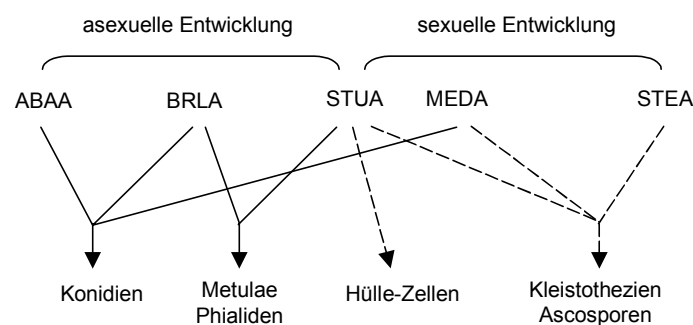 asexuelle Entwicklung sexuelle Entwicklung
ABAA BRLA STUA MEDA STEA
Konidien Metulae Hülle-Zellen Kleistothezien
Phialiden Ascosporen